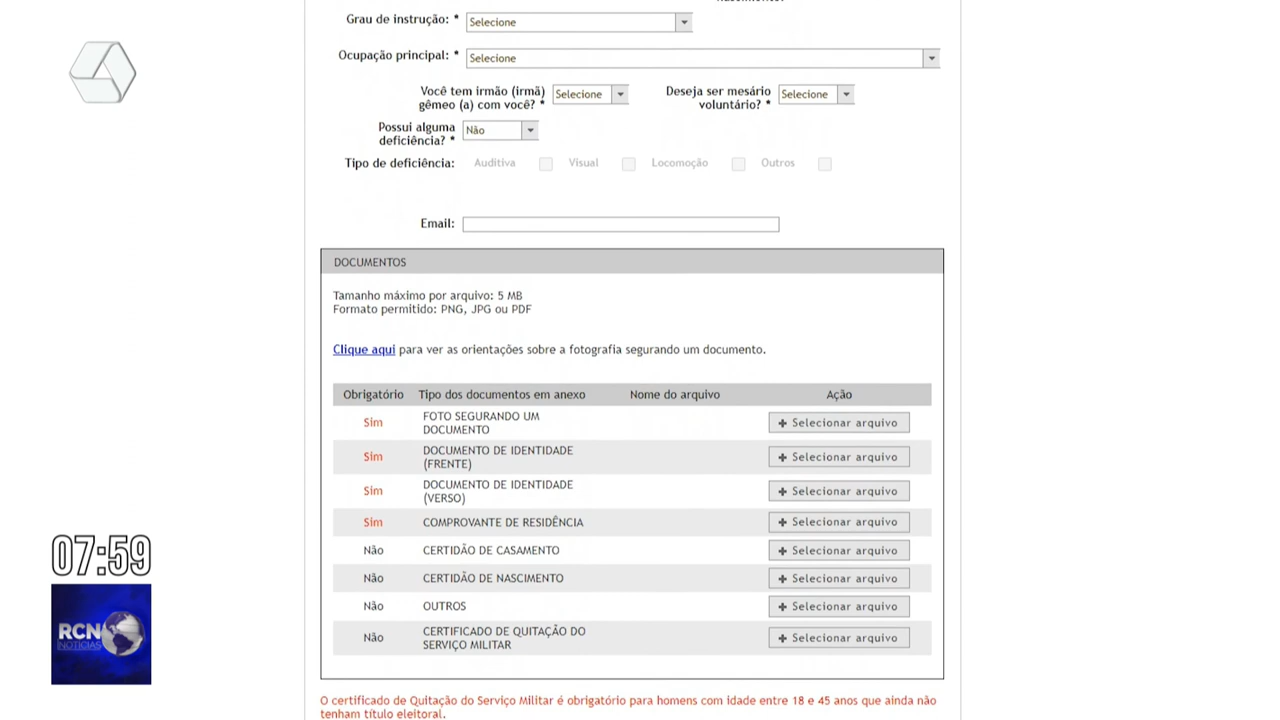 Grau de instrução: * Selecione
Ocupação principal: * Selecione
Você tem irmão (irmã) gêmeo (a) com você? * Selecione
Deseja ser mesário voluntário? * Selecione
Possui alguma deficiência? * Não
Tipo de deficiência: Auditiva Visual Locomoção Outros
Email:
DOCUMENTOS
Tamanho máximo por arquivo: 5 MB
Formato permitido: PNG, JPG ou PDF
Clique aqui para ver as orientações sobre a fotografia segurando um documento.
Obrigatório Tipo dos documentos em anexo Nome do arquivo Ação
Sim FOTO SEGURANDO UM DOCUMENTO + Selecionar arquivo
Sim DOCUMENTO DE IDENTIDADE (FRENTE) + Selecionar arquivo
Sim DOCUMENTO DE IDENTIDADE (VERSO) + Selecionar arquivo
Sim COMPROVANTE DE RESIDÊNCIA + Selecionar arquivo
Não CERTIDÃO DE CASAMENTO + Selecionar arquivo
Não CERTIDÃO DE NASCIMENTO + Selecionar arquivo
Não OUTROS + Selecionar arquivo
Não CERTIFICADO DE QUITAÇÃO DO SERVIÇO MILITAR + Selecionar arquivo
O certificado de Quitação do Serviço Militar é obrigatório para homens com idade entre 18 e 45 anos que ainda não
tenham título eleitoral.
07:59
RCN
NOTÍCIAS